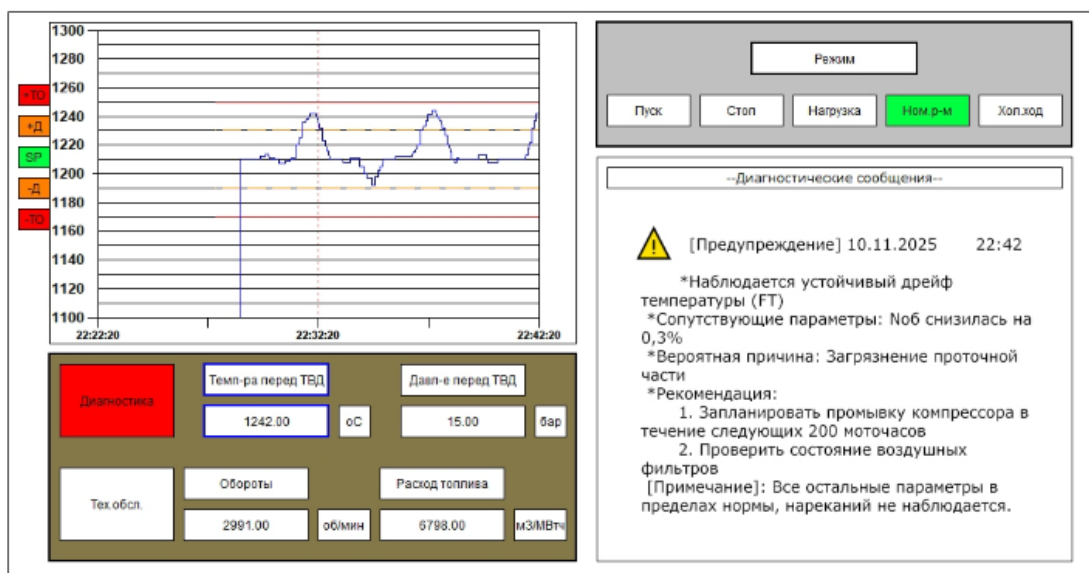 1300
1280
1260
+ТО
1240
+Д
1220
SP
1200
-Д
1180
-ТО
1160
1140
1120
1100
22:22:20
22:32:20
22:42:20
Режим
Пуск
Стоп
Нагрузка
Ном.р-м
Хол.ход
--Диагностические сообщения--
[Предупреждение] 10.11.2025 22:42
*Наблюдается устойчивый дрейф
температуры (FT)
*Сопутствующие параметры: Nоб снизилась на
0,3%
*Вероятная причина: Загрязнение проточной
части
*Рекомендация:
1. Запланировать промывку компрессора в
течение следующих 200 моточасов
2. Проверить состояние воздушных
фильтров
[Примечание]: Все остальные параметры в
пределах нормы, нареканий не наблюдается.
Диагностика
Темп-ра перед ТВД
1242.00
оС
Давл-е перед ТВД
15.00
бар
Тех.обсл.
Обороты
2991.00
об/мин
Расход топлива
6798.00
м3/МВтч